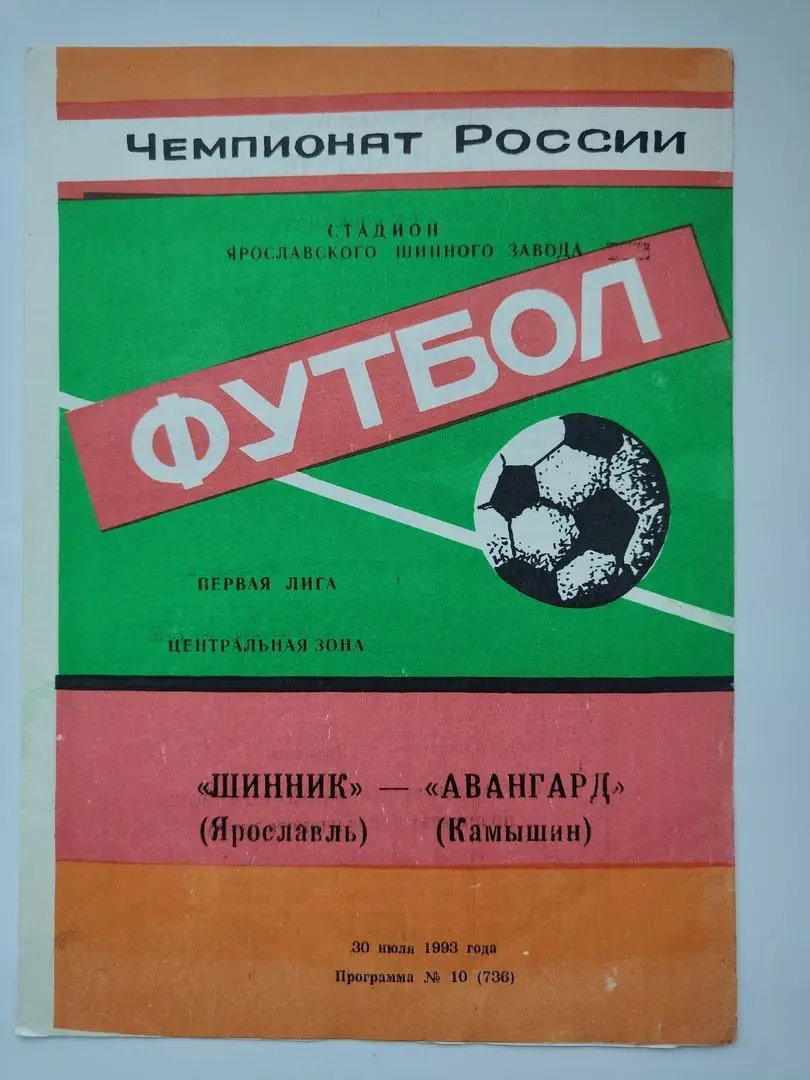 Чемпионат России
СТАДИОН
ЯРОСЛАВСКОГО ШИННОГО ЗАВОДА
ФУТБОЛ
ПЕРВАЯ ЛИГА
ЦЕНТРАЛЬНАЯ ЗОНА
«ШИННИК» — «АВАНГАРД»
(Ярославль) (Камышин)
30 июля 1993 года
Программа № 10 (736)